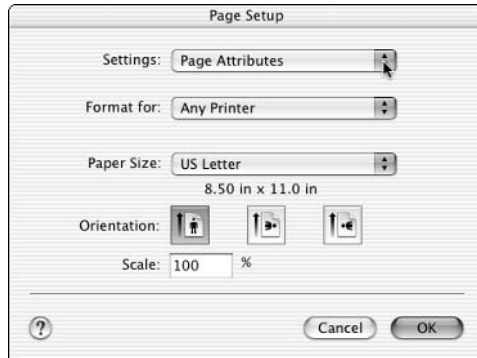 Page Setup
Settings: Page Attributes
Format for: Any Printer
Paper Size: US Letter
8.50 in x 11.0 in
Orientation:
Scale: 100 %
? Cancel OK